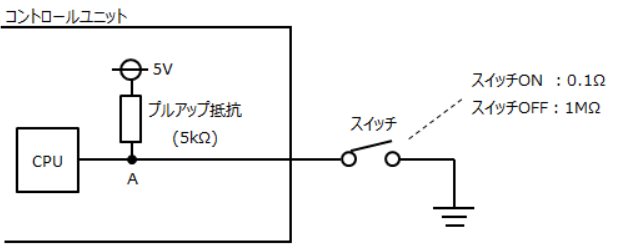 コントロールユニット
5V
プルアップ抵抗
(5kΩ)
CPU
A
スイッチ
スイッチON ：0.1Ω
スイッチOFF：1MΩ